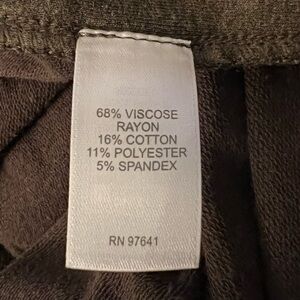 68% VISCOSE
RAYON
16% COTTON
11% POLYESTER
5% SPANDEX
RN 97641